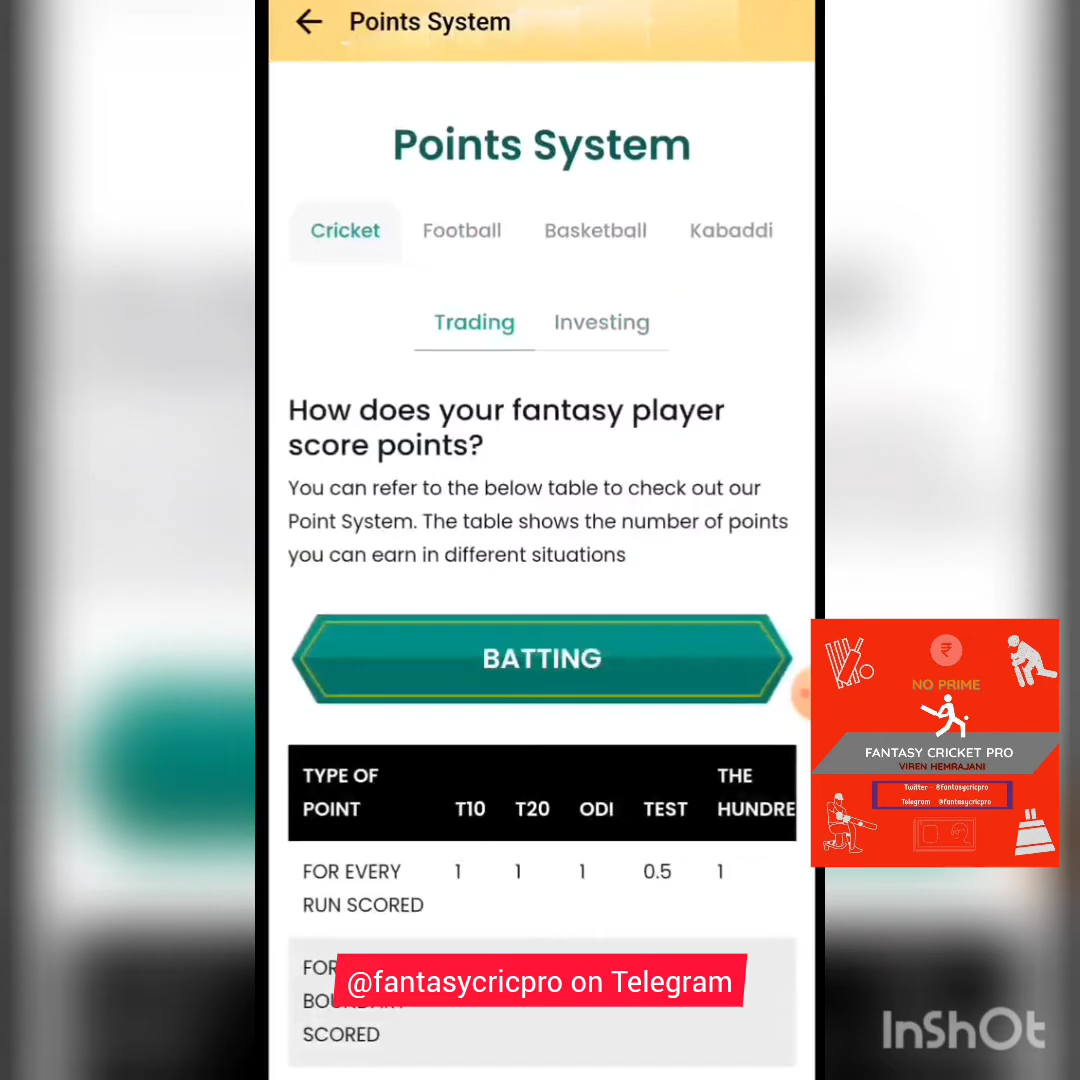 Points System
Points System
Cricket Football Basketball Kabaddi
Trading Investing
How does your fantasy player
score points?
You can refer to the below table to check out our
Point System. The table shows the number of points
you can earn in different situations
BATTING
TYPE OF
POINT T10 T20 ODI TEST THE
HUNDRE
FOR EVERY
RUN SCORED 1 1 1 0.5 1
FOR
SCORED
@fantasycricpro on Telegram
₹
NO PRIME
FANTASY CRICKET PRO
VIREN HEMRAJANI
Twitter - @fantasycricpro
Telegram @fantasycricpro
InShOt